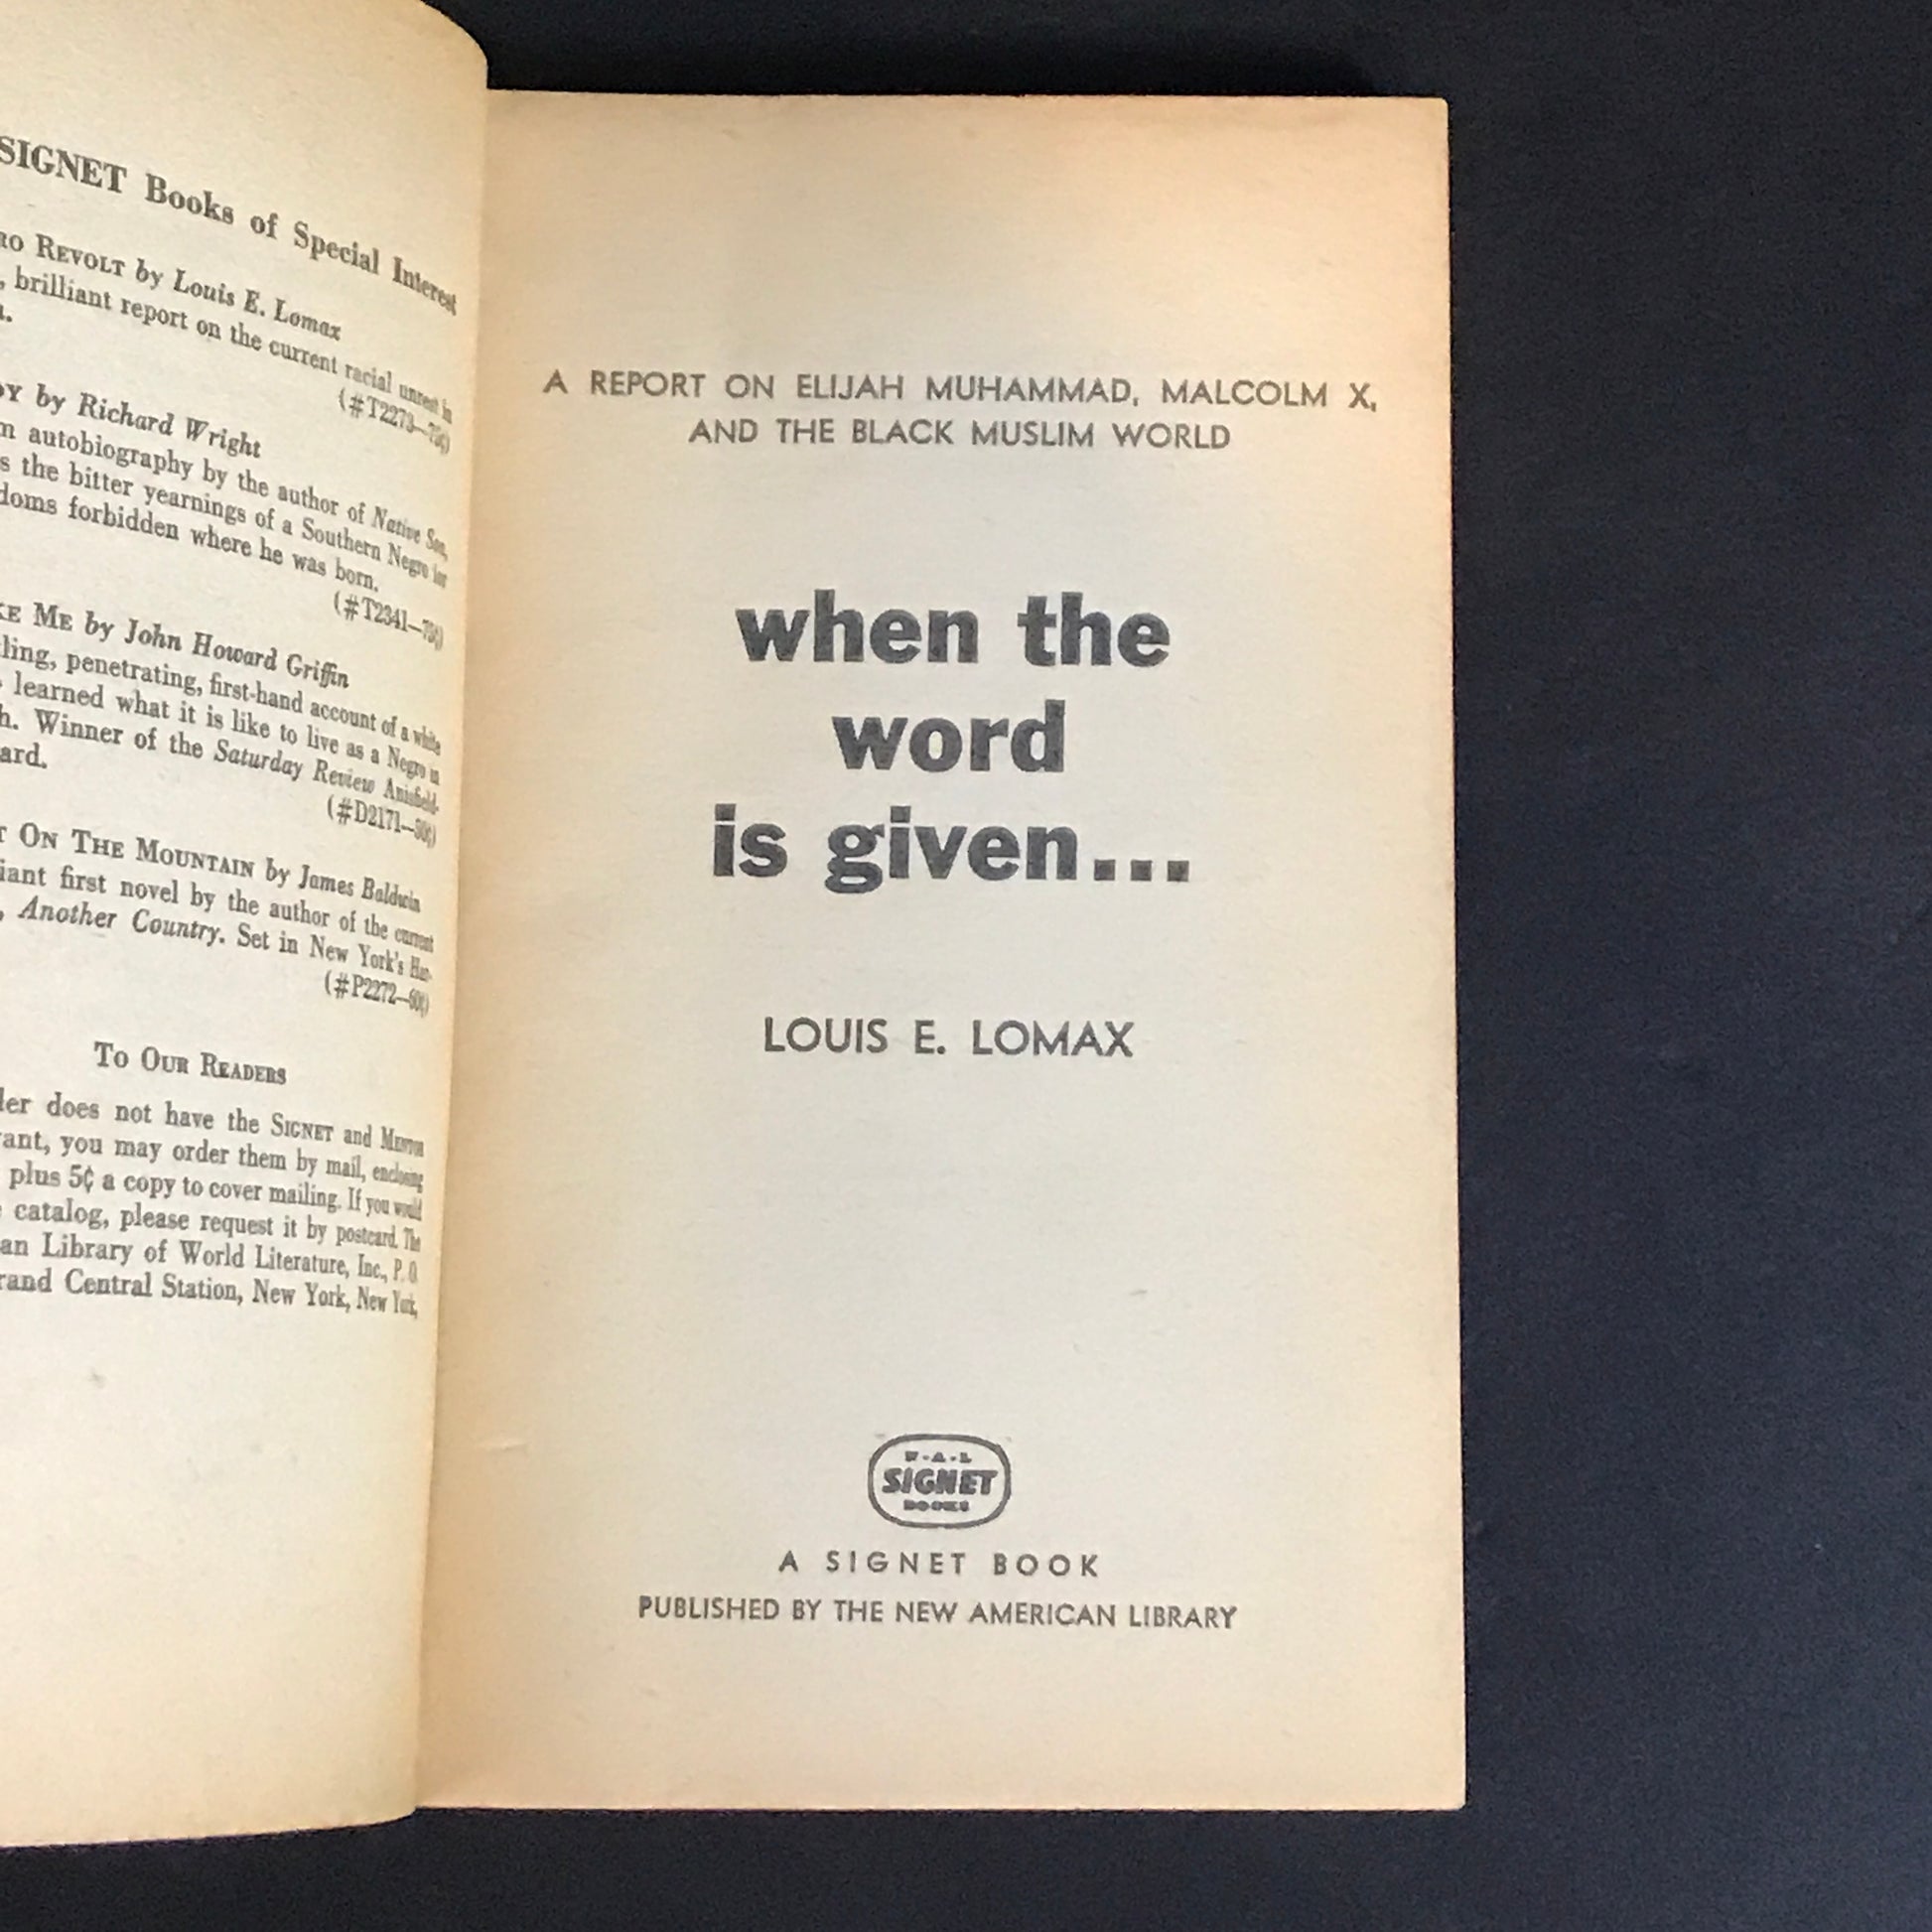 SIGNET Books of Special Interest
REVOLT by Louis E. Lomax
brilliant report on the current racial unrest in
(#T2273—75¢)
by Richard Wright
autobiography by the author of Native Son,
the bitter yearnings of a Southern Negro for
forbidden where he was born.
(#T2341—75¢)
ME by John Howard Griffin
penetrating, first-hand account of a white
learned what it is like to live as a Negro in
Winner of the Saturday Review Anisfield-
(#D2171—50¢)
ON THE MOUNTAIN by James Baldwin
first novel by the author of the current
Another Country. Set in New York's Har-
(#P2272—60¢)
TO OUR READERS
does not have the SIGNET and MENTOR
you may order them by mail, enclosing
plus 5¢ a copy to cover mailing. If you would
catalog, please request it by postcard. The
Library of World Literature, Inc., P. O.
Central Station, New York, New York,
A REPORT ON ELIJAH MUHAMMAD, MALCOLM X,
AND THE BLACK MUSLIM WORLD
when the
word
is given...
LOUIS E. LOMAX
N·A·L
SIGNET
BOOKS
A SIGNET BOOK
PUBLISHED BY THE NEW AMERICAN LIBRARY